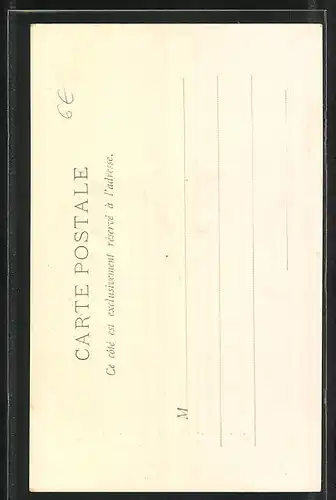 6€
CARTE POSTALE
Ce côté est exclusivement réservé à l'adresse.
M